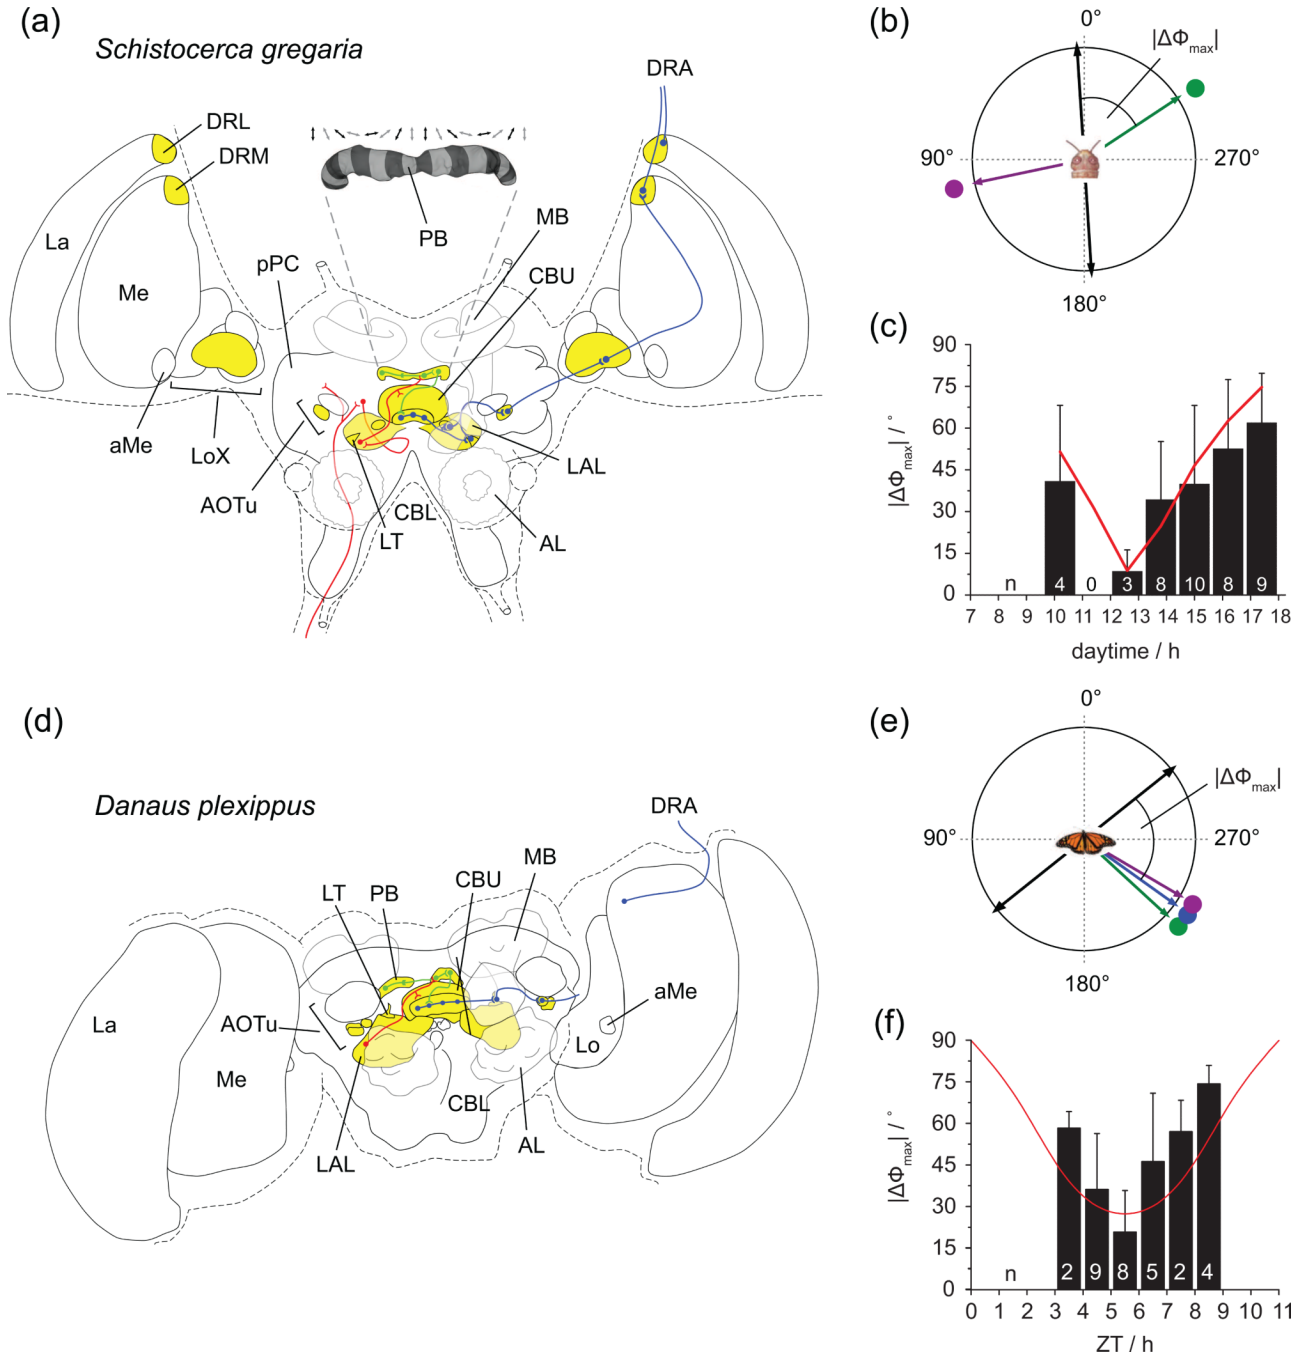 (a)
Schistocerca gregaria
DRA
DRL
DRM
La
Me
pPC
PB
MB
CBU
aMe
LoX
AOTu
LT
CBL
AL
LAL
(b)
0°
|ΔΦmax|
90°
270°
180°
(c)
90
75
60
45
30
15
0
|ΔΦmax| / °
n
4
0
3
8
10
8
9
7 8 9 10 11 12 13 14 15 16 17 18
daytime / h
(d)
Danaus plexippus
DRA
MB
CBU
LT
PB
La
AOTu
Me
aMe
Lo
CBL
AL
LAL
(e)
0°
|ΔΦmax|
90°
270°
180°
(f)
90
75
60
45
30
15
0
|ΔΦmax| / °
n
2
9
8
5
2
4
0 1 2 3 4 5 6 7 8 9 10 11
ZT / h